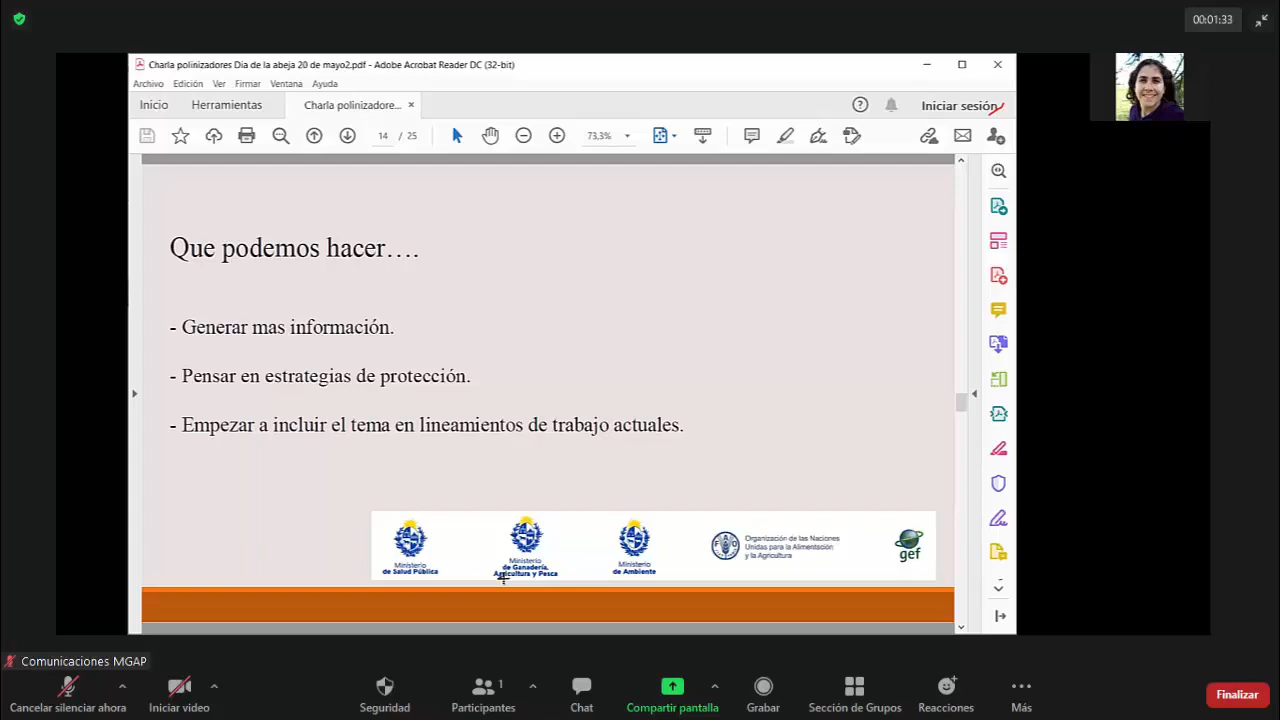 00:01:33
Charla polinizadores Dia de la abeja 20 de mayo2.pdf - Adobe Acrobat Reader DC (32-bit)
Archivo Edición Ver Firmar Ventana Ayuda
Inicio Herramientas Charla polinizadore... × Iniciar sesión
14 / 25 73,3%
Que podemos hacer….
- Generar mas información.
- Pensar en estrategias de protección.
- Empezar a incluir el tema en lineamientos de trabajo actuales.
Ministerio
de Salud Pública
Ministerio
de Ganadería,
Agricultura y Pesca
Ministerio
de Ambiente
FAO
Organización de las Naciones
Unidas para la Alimentación
y la Agricultura
gef
Comunicaciones MGAP
1
Cancelar silenciar ahora Iniciar video Seguridad Participantes Chat Compartir pantalla Grabar Sección de Grupos Reacciones Más
Finalizar